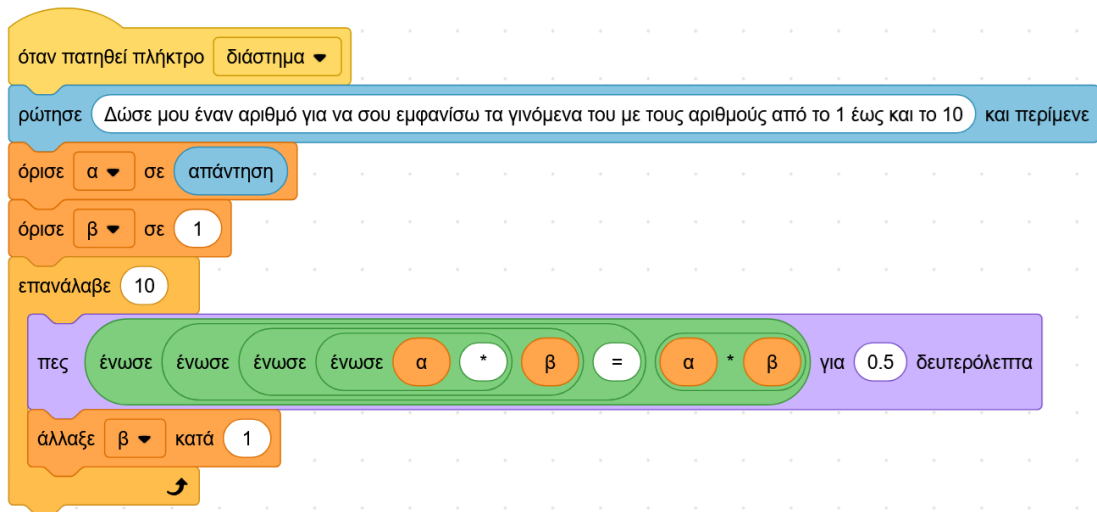 όταν πατηθεί πλήκτρο διάστημα
ρώτησε Δώσε μου έναν αριθμό για να σου εμφανίσω τα γινόμενα του με τους αριθμούς από το 1 έως και το 10 και περίμενε
όρισε α σε απάντηση
όρισε β σε 1
επανάλαβε 10
πες ένωσε ένωσε ένωσε ένωσε α * β = α * β για 0.5 δευτερόλεπτα
άλλαξε β κατά 1